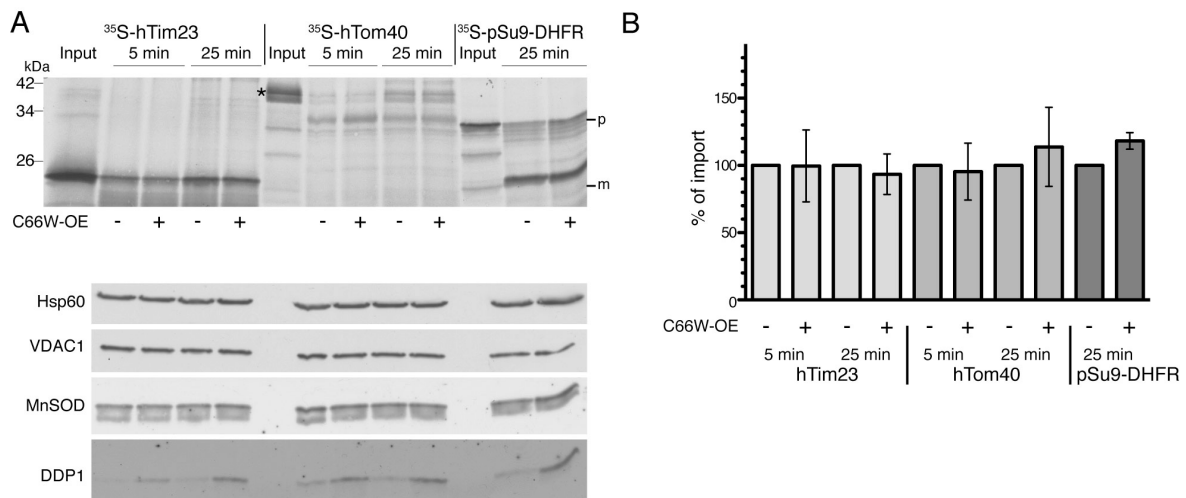 A
35S-hTim23 35S-hTom40 35S-pSu9-DHFR
Input 5 min 25 min Input 5 min 25 min Input 25 min
kDa
42
*
34
p
26
m
C66W-OE - + - + - + - + - +
Hsp60
VDAC1
MnSOD
DDP1
B
% of import
150
100
50
0
C66W-OE - + - + - + - + - +
5 min 25 min 5 min 25 min 25 min
hTim23 hTom40 pSu9-DHFR